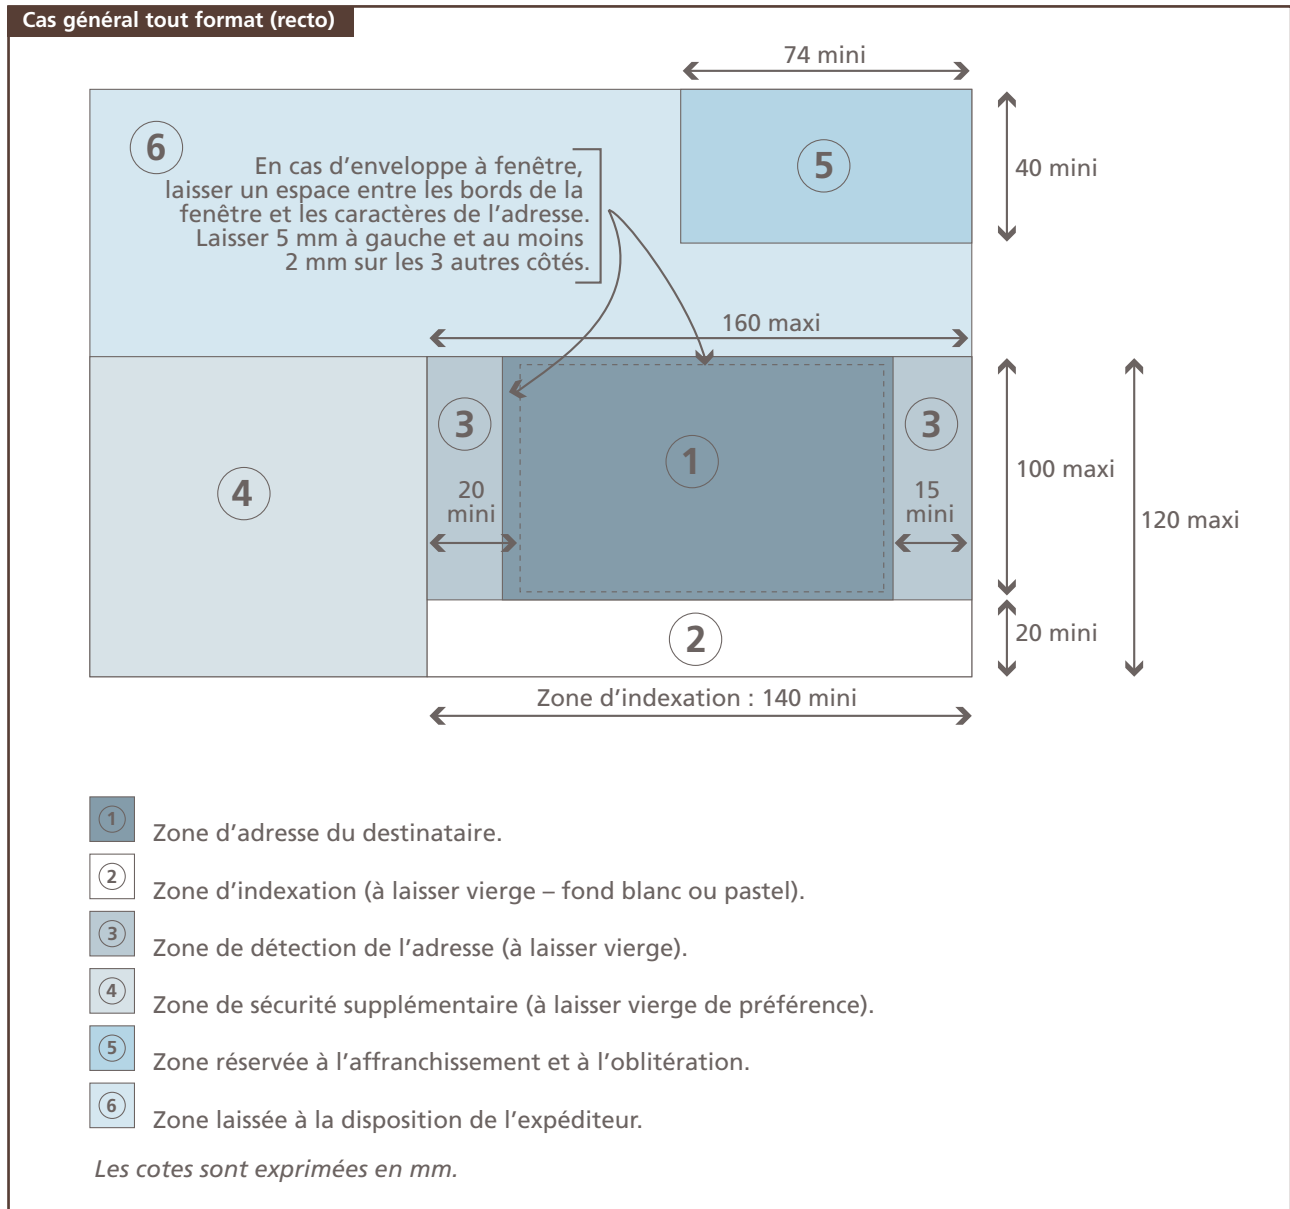 Cas général tout format (recto)
74 mini
6
En cas d'enveloppe à fenêtre,
laisser un espace entre les bords de la
fenêtre et les caractères de l'adresse.
Laisser 5 mm à gauche et au moins
2 mm sur les 3 autres côtés.
5
40 mini
160 maxi
3
1
3
4
20
mini
15
mini
100 maxi
120 maxi
2
20 mini
Zone d'indexation : 140 mini
1 Zone d'adresse du destinataire.
2 Zone d'indexation (à laisser vierge – fond blanc ou pastel).
3 Zone de détection de l'adresse (à laisser vierge).
4 Zone de sécurité supplémentaire (à laisser vierge de préférence).
5 Zone réservée à l'affranchissement et à l'oblitération.
6 Zone laissée à la disposition de l'expéditeur.
Les cotes sont exprimées en mm.